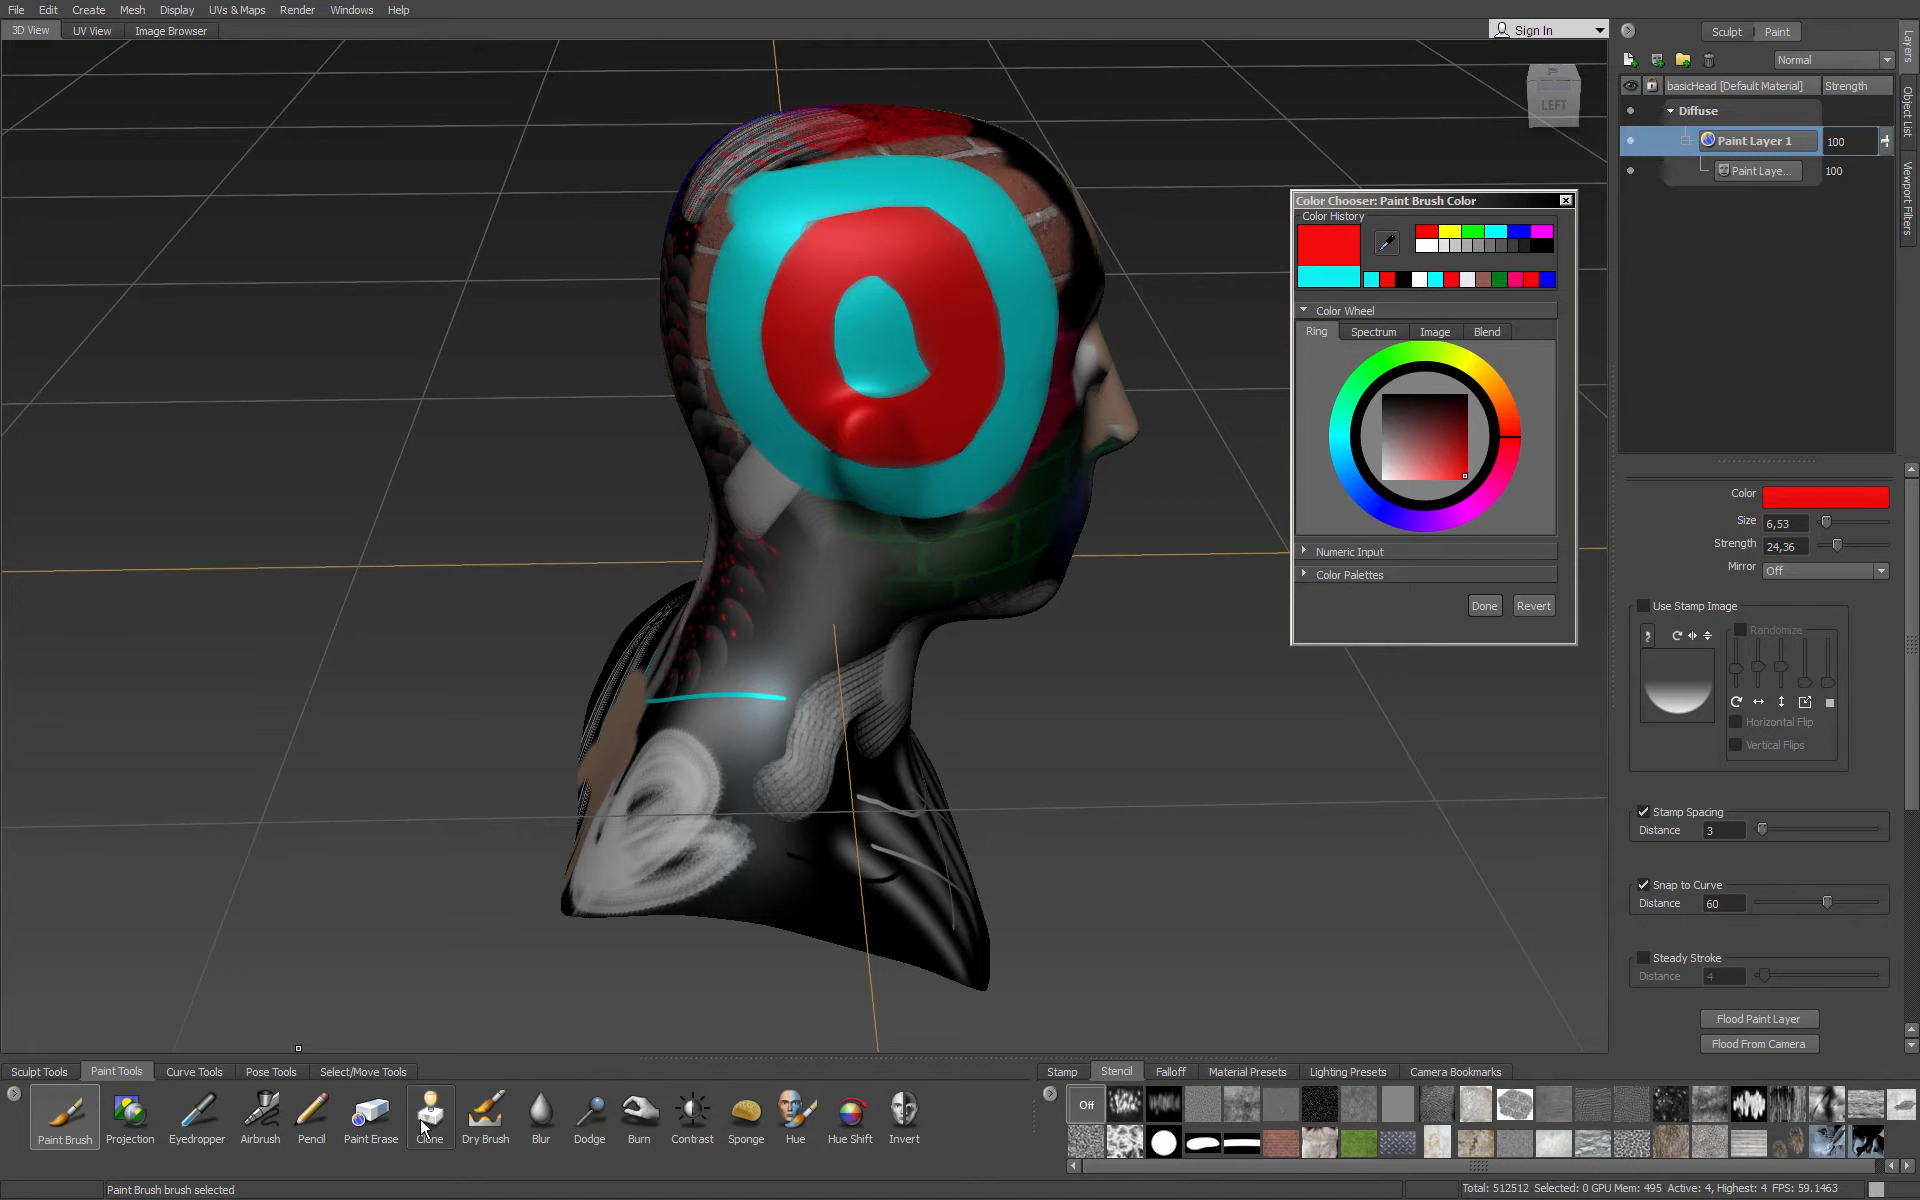 File Edit Create Mesh Display UVs & Maps Render Windows Help
3D View UV View Image Browser
Sign In
Sculpt Paint
Normal
basicHead [Default Material] Strength
Diffuse
Paint Layer 1 100
Paint Laye... 100
Layers
Object List
Viewport Filters
LEFT
Color Chooser: Paint Brush Color
Color History
Color Wheel
Ring Spectrum Image Blend
Numeric Input
Color Palettes
Done Revert
Color
Size 6,53
Strength 24,36
Mirror Off
Use Stamp Image
Randomize
Horizontal Flip
Vertical Flips
Stamp Spacing
Distance 3
Snap to Curve
Distance 60
Steady Stroke
Distance 4
Flood Paint Layer
Flood From Camera
Sculpt Tools Paint Tools Curve Tools Pose Tools Select/Move Tools
Paint Brush Projection Eyedropper Airbrush Pencil Paint Erase Clone Dry Brush Blur Dodge Burn Contrast Sponge Hue Hue Shift Invert
Stamp Stencil Falloff Material Presets Lighting Presets Camera Bookmarks
Off
Paint Brush brush selected
Total: 512512 Selected: 0 GPU Mem: 495 Active: 4, Highest: 4 FPS: 59.1463